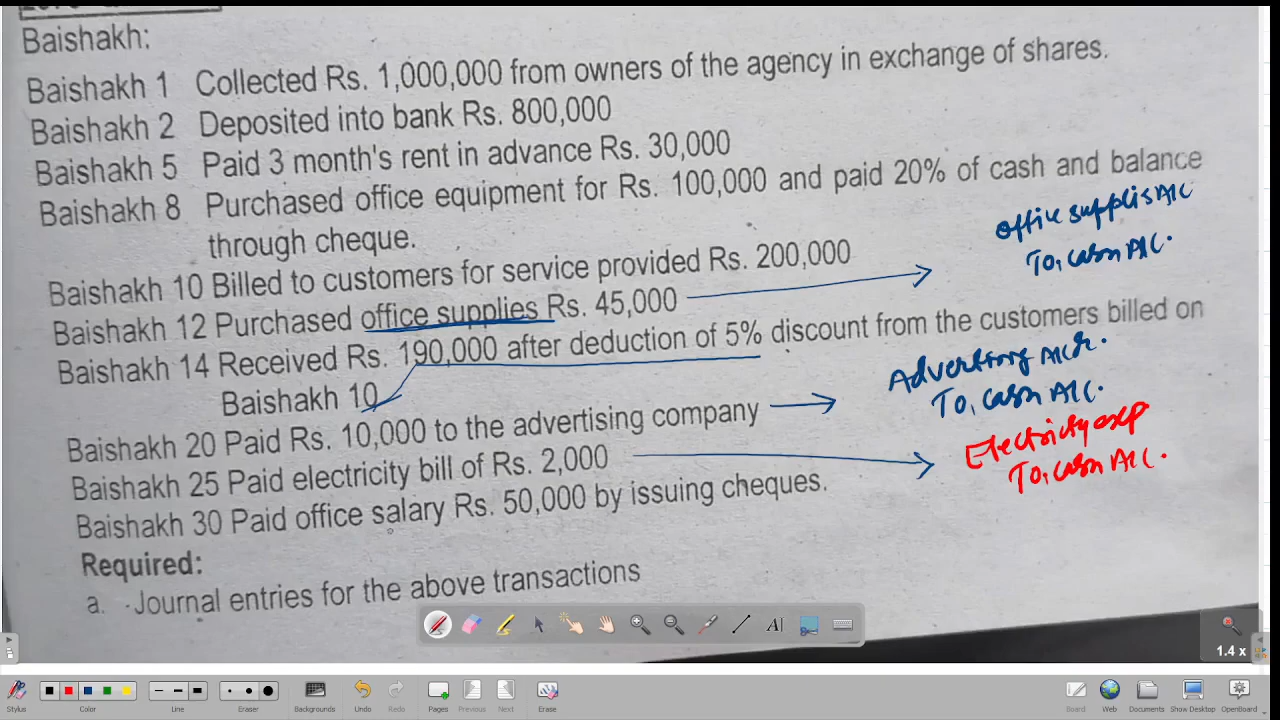 Baishakh:
Baishakh 1 Collected Rs. 1,000,000 from owners of the agency in exchange of shares.
Baishakh 2 Deposited into bank Rs. 800,000
Baishakh 5 Paid 3 month's rent in advance Rs. 30,000
Baishakh 8 Purchased office equipment for Rs. 100,000 and paid 20% of cash and balance
through cheque.
office supplis A/C
To, cash A/C.
Baishakh 10 Billed to customers for service provided Rs. 200,000
Baishakh 12 Purchased office supplies Rs. 45,000
Baishakh 14 Received Rs. 190,000 after deduction of 5% discount from the customers billed on
Baishakh 10
Advertising A/c
To, cash A/C.
Baishakh 20 Paid Rs. 10,000 to the advertising company
Electricity exp
To, cash A/C.
Baishakh 25 Paid electricity bill of Rs. 2,000
Baishakh 30 Paid office salary Rs. 50,000 by issuing cheques.
Required:
a. Journal entries for the above transactions
1.4 x
Stylus Color Line Eraser Backgrounds Undo Redo Pages Previous Next Erase Board Web Documents Show Desktop OpenBoard